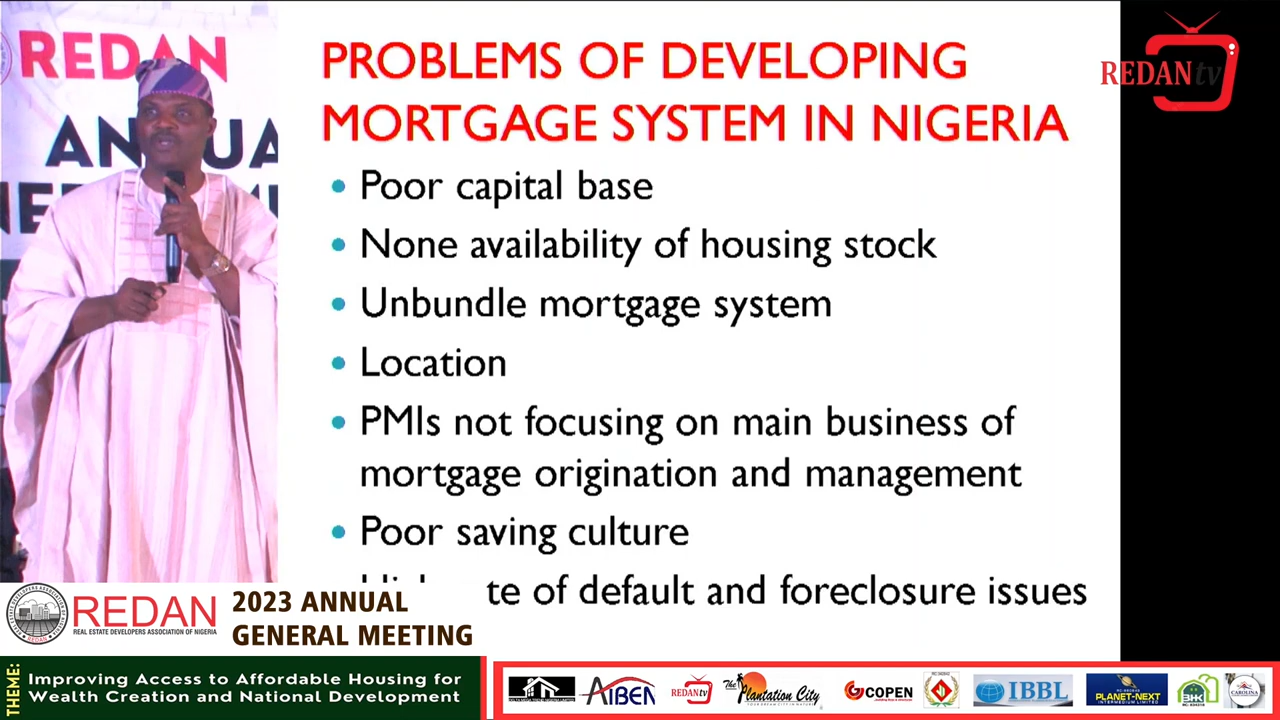 REDAN
ANNUA
PROBLEMS OF DEVELOPING
MORTGAGE SYSTEM IN NIGERIA
• Poor capital base
• None availability of housing stock
• Unbundle mortgage system
• Location
• PMIs not focusing on main business of
mortgage origination and management
• Poor saving culture
te of default and foreclosure issues
REDANtv
REDAN
REAL ESTATE DEVELOPERS ASSOCIATION OF NIGERIA
2023 ANNUAL
GENERAL MEETING
THEME:
Improving Access to Affordable Housing for
Wealth Creation and National Development
AIBEN
REDANtv
The Plantation City
COPEN
IBBL
PLANET-NEXT
INTERMEDIUM LIMITED
BHK
CAROLINA